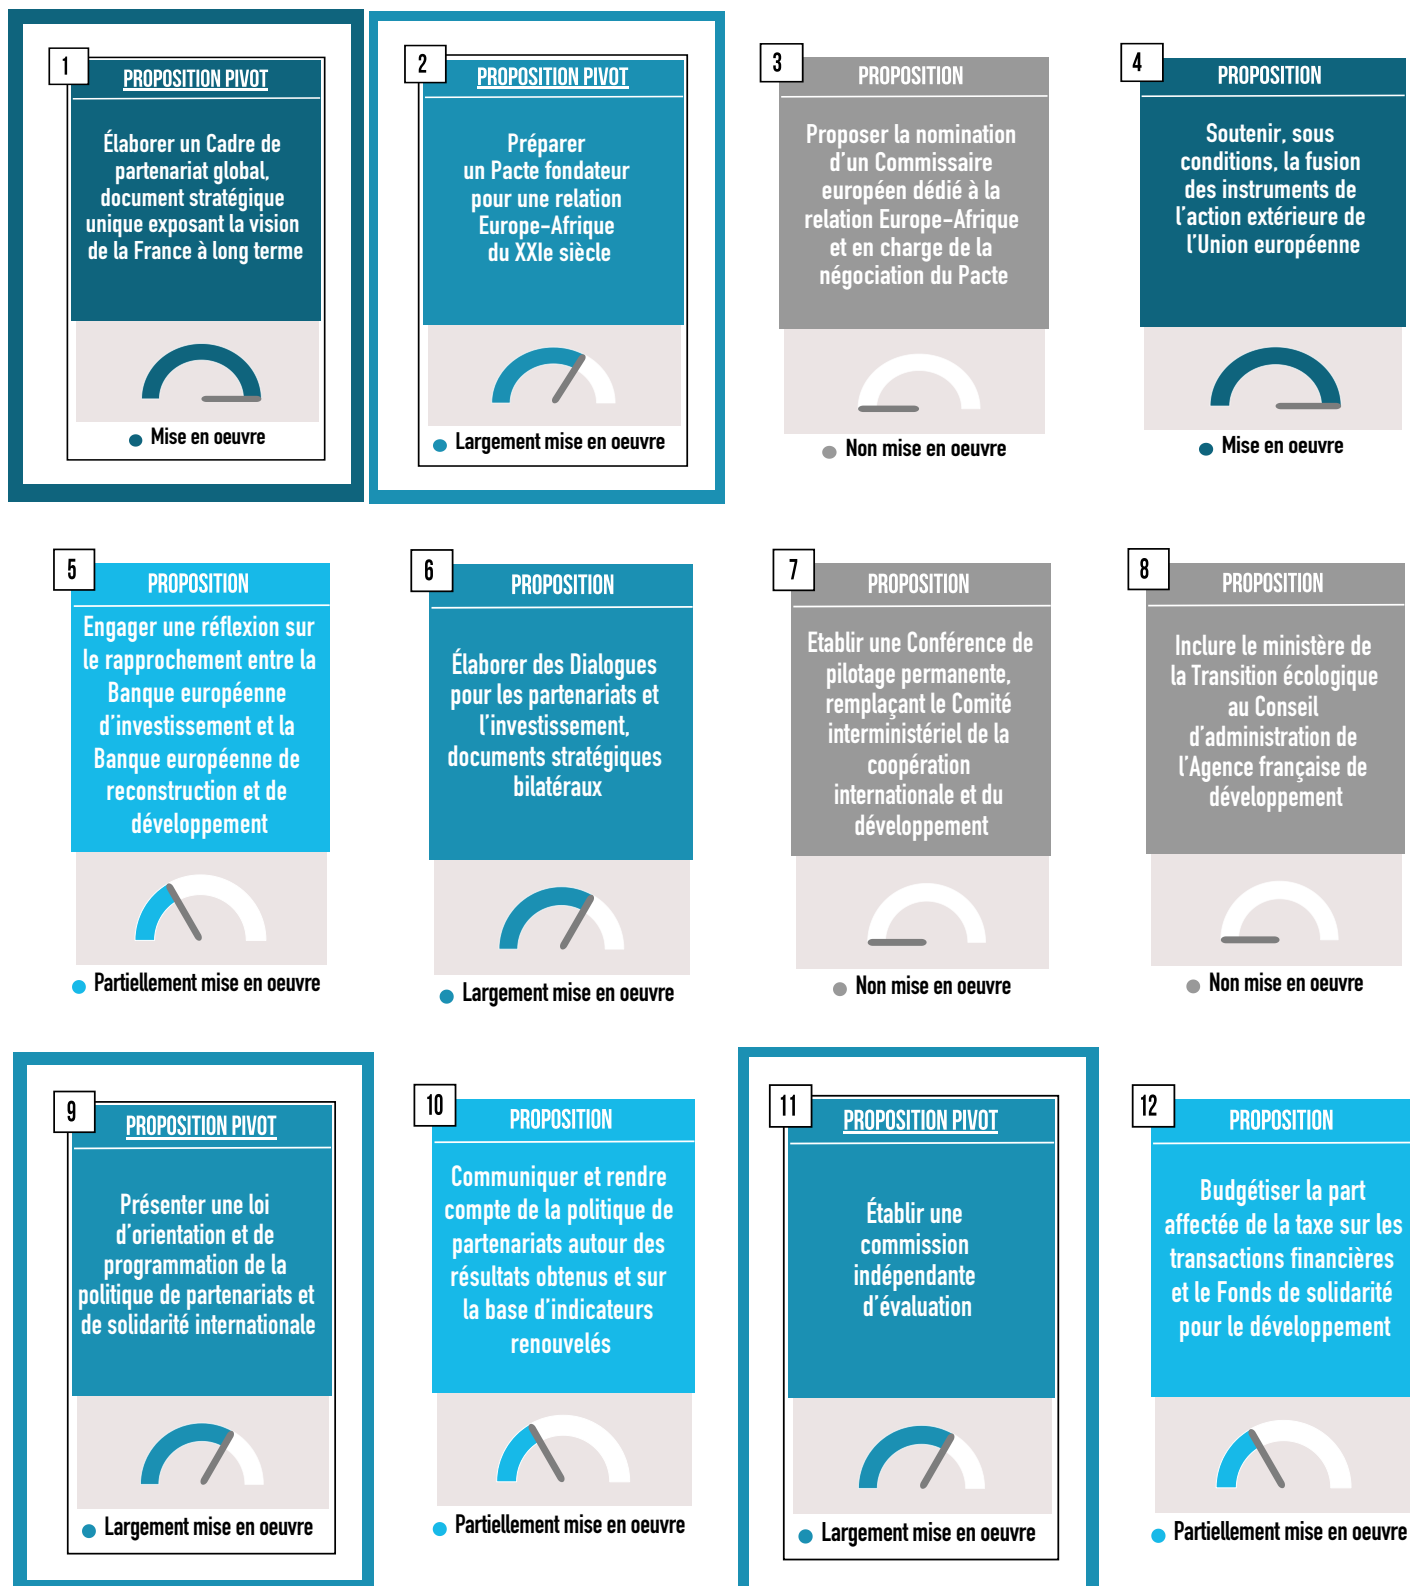 1
PROPOSITION PIVOT
Élaborer un Cadre de
partenariat global,
document stratégique
unique exposant la vision
de la France à long terme
Mise en oeuvre
2
PROPOSITION PIVOT
Préparer
un Pacte fondateur
pour une relation
Europe-Afrique
du XXIe siècle
Largement mise en oeuvre
3
PROPOSITION
Proposer la nomination
d'un Commissaire
européen dédié à la
relation Europe-Afrique
et en charge de la
négociation du Pacte
Non mise en oeuvre
4
PROPOSITION
Soutenir, sous
conditions, la fusion
des instruments de
l'action extérieure de
l'Union européenne
Mise en oeuvre
5
PROPOSITION
Engager une réflexion sur
le rapprochement entre la
Banque européenne
d'investissement et la
Banque européenne de
reconstruction et de
développement
Partiellement mise en oeuvre
6
PROPOSITION
Élaborer des Dialogues
pour les partenariats et
l'investissement,
documents stratégiques
bilatéraux
Largement mise en oeuvre
7
PROPOSITION
Etablir une Conférence de
pilotage permanente,
remplaçant le Comité
interministériel de la
coopération
internationale et du
développement
Non mise en oeuvre
8
PROPOSITION
Inclure le ministère de
la Transition écologique
au Conseil
d'administration de
l'Agence française de
développement
Non mise en oeuvre
9
PROPOSITION PIVOT
Présenter une loi
d'orientation et de
programmation de la
politique de partenariats et
de solidarité internationale
Largement mise en oeuvre
10
PROPOSITION
Communiquer et rendre
compte de la politique de
partenariats autour des
résultats obtenus et sur
la base d'indicateurs
renouvelés
Partiellement mise en oeuvre
11
PROPOSITION PIVOT
Établir une
commission
indépendante
d'évaluation
Largement mise en oeuvre
12
PROPOSITION
Budgétiser la part
affectée de la taxe sur les
transactions financières
et le Fonds de solidarité
pour le développement
Partiellement mise en oeuvre